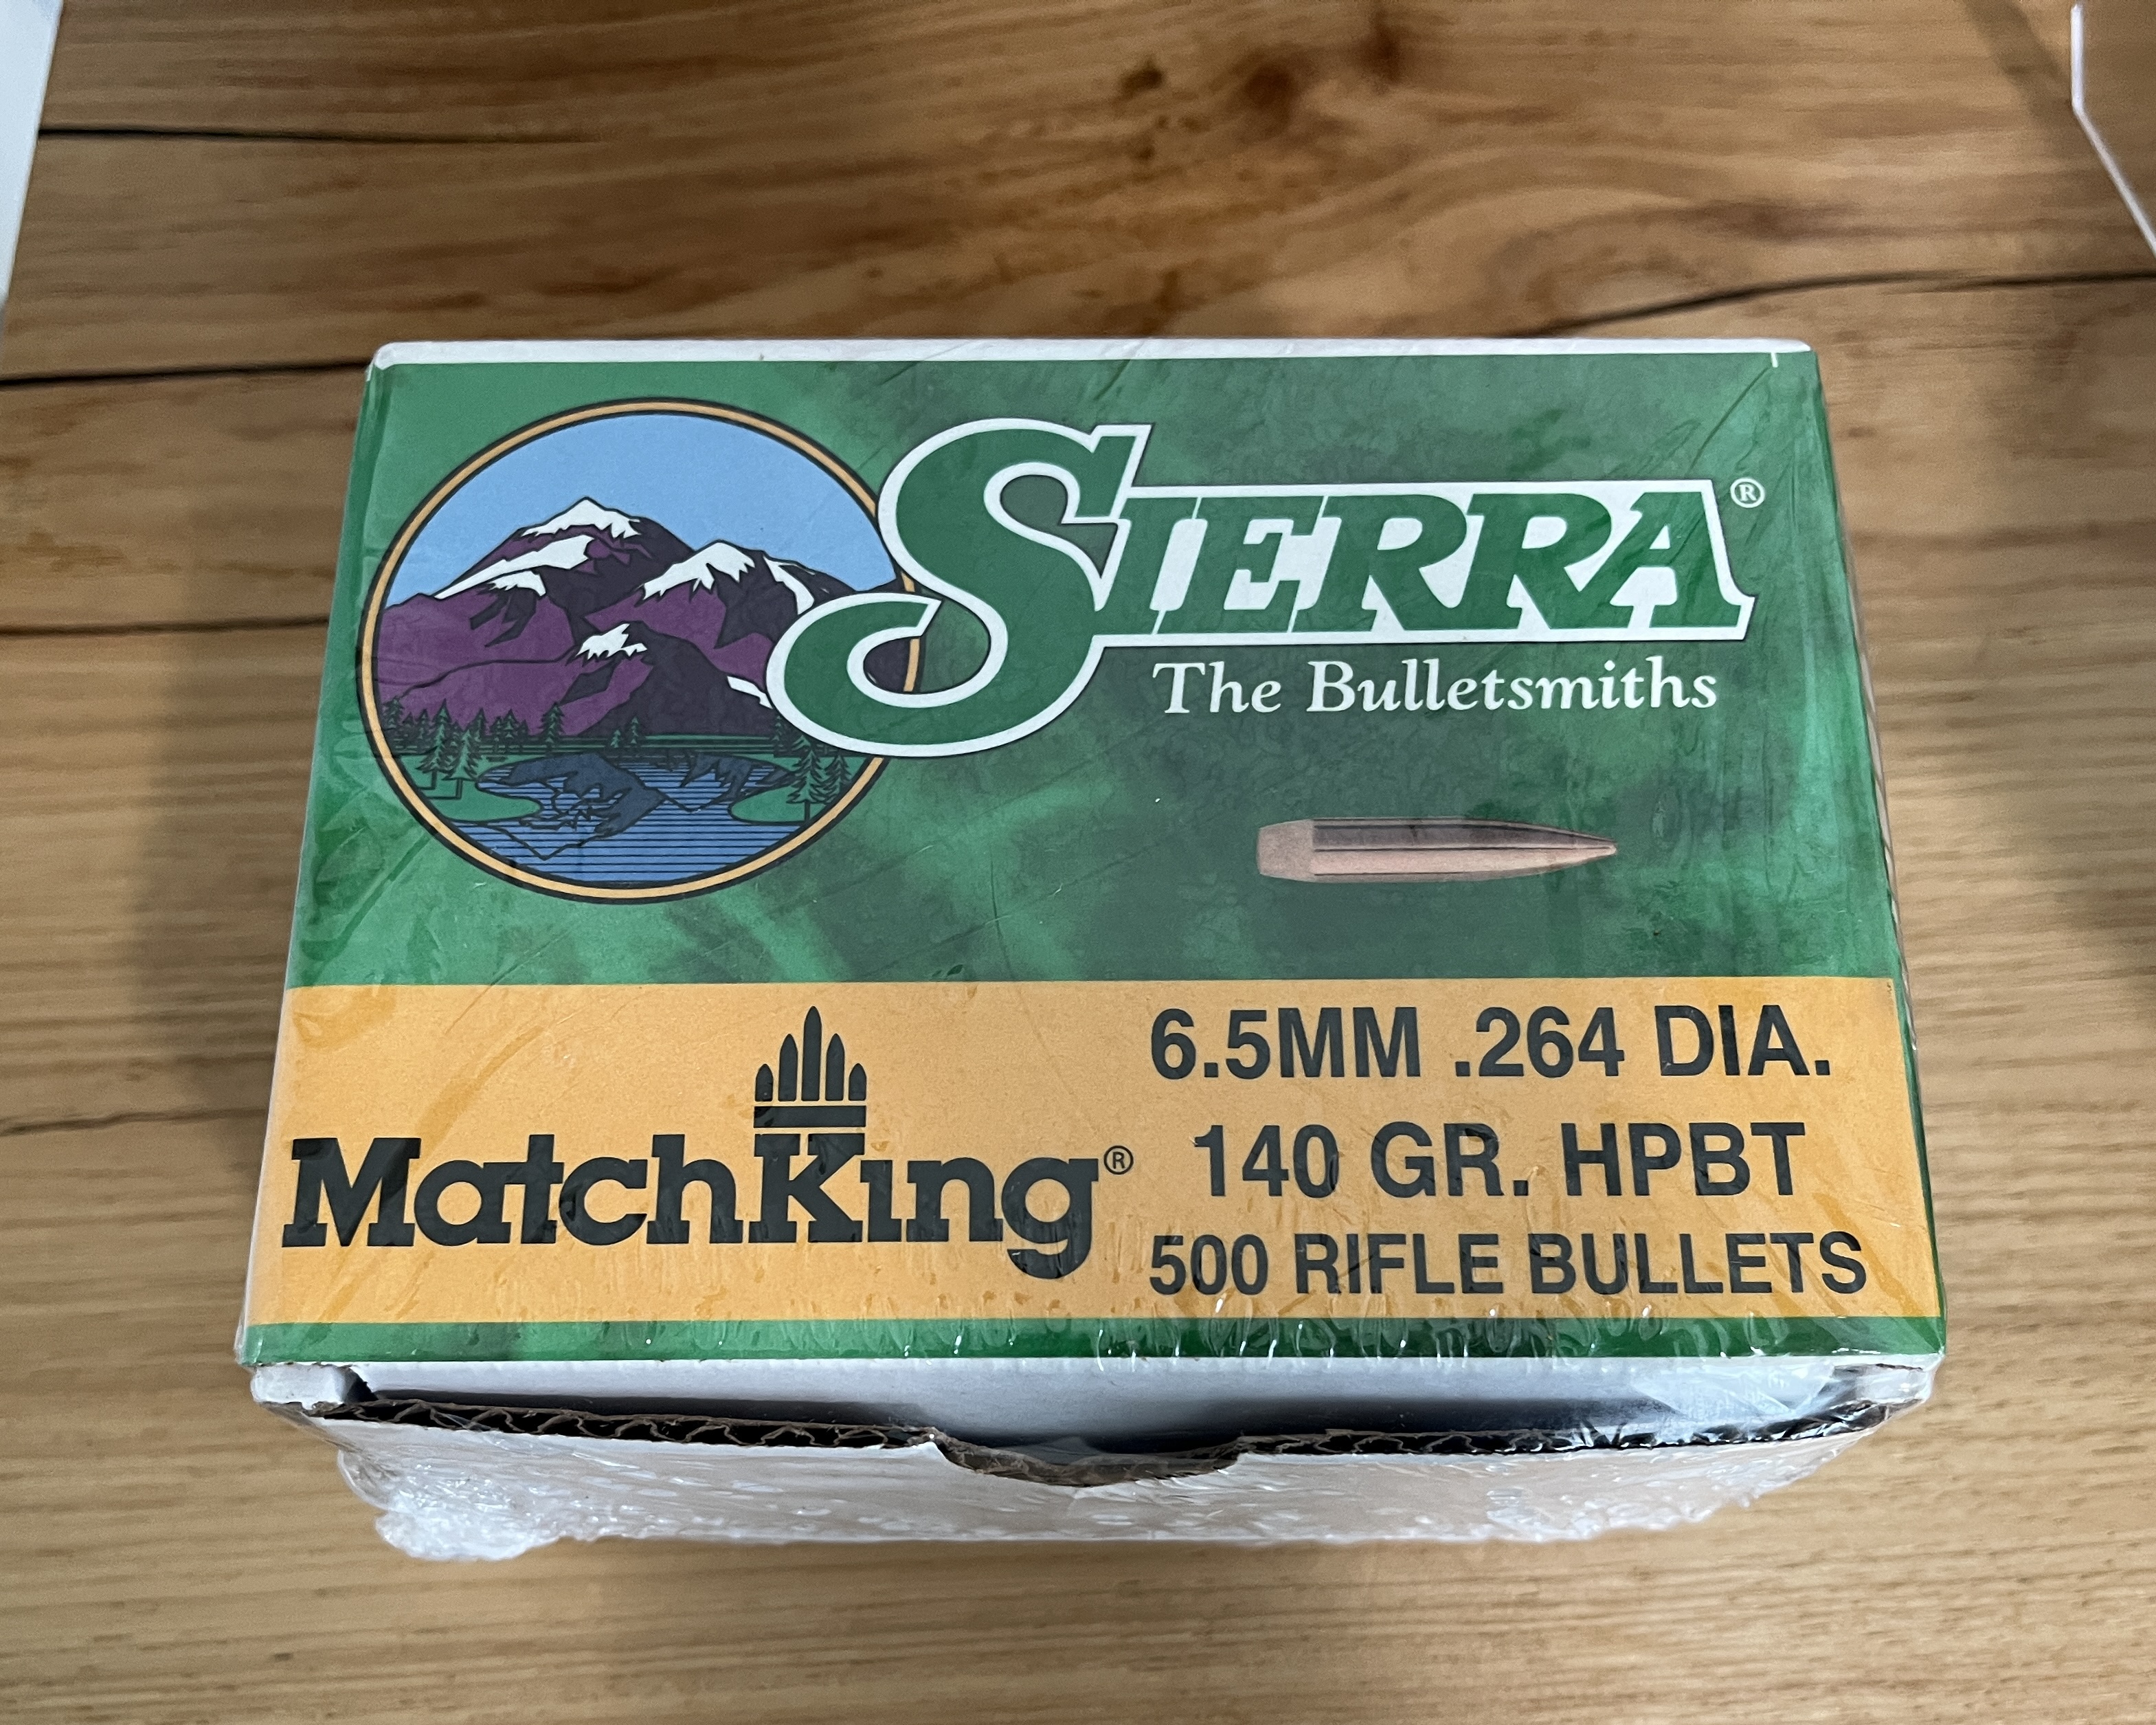 SIERRA®
The Bulletsmiths
MatchKing®
6.5MM .264 DIA.
140 GR. HPBT
500 RIFLE BULLETS